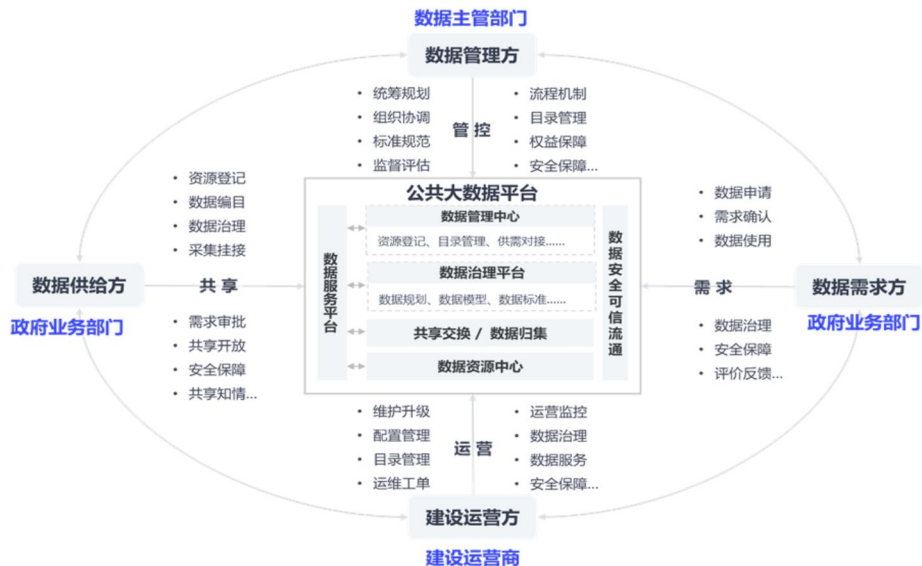 数据主管部门
数据管理方
• 统筹规划
• 组织协调
• 标准规范
• 监督评估
管 控
• 流程机制
• 目录管理
• 权益保障
• 安全保障...
• 资源登记
• 数据编目
• 数据治理
• 采集挂接
数据供给方
政府业务部门
共 享
• 需求审批
• 共享开放
• 安全保障
• 共享知情...
公共大数据平台
数据服务平台
数据管理中心
资源登记、目录管理、供需对接......
数据治理平台
数据规划、数据模型、数据标准......
共享交换 / 数据归集
数据资源中心
数据安全可信流通
• 数据申请
• 需求确认
• 数据使用
需 求
数据需求方
政府业务部门
• 数据治理
• 安全保障
• 评价反馈...
• 维护升级
• 配置管理
• 目录管理
• 运维工单
运 营
• 运营监控
• 数据治理
• 数据服务
• 安全保障...
建设运营方
建设运营商